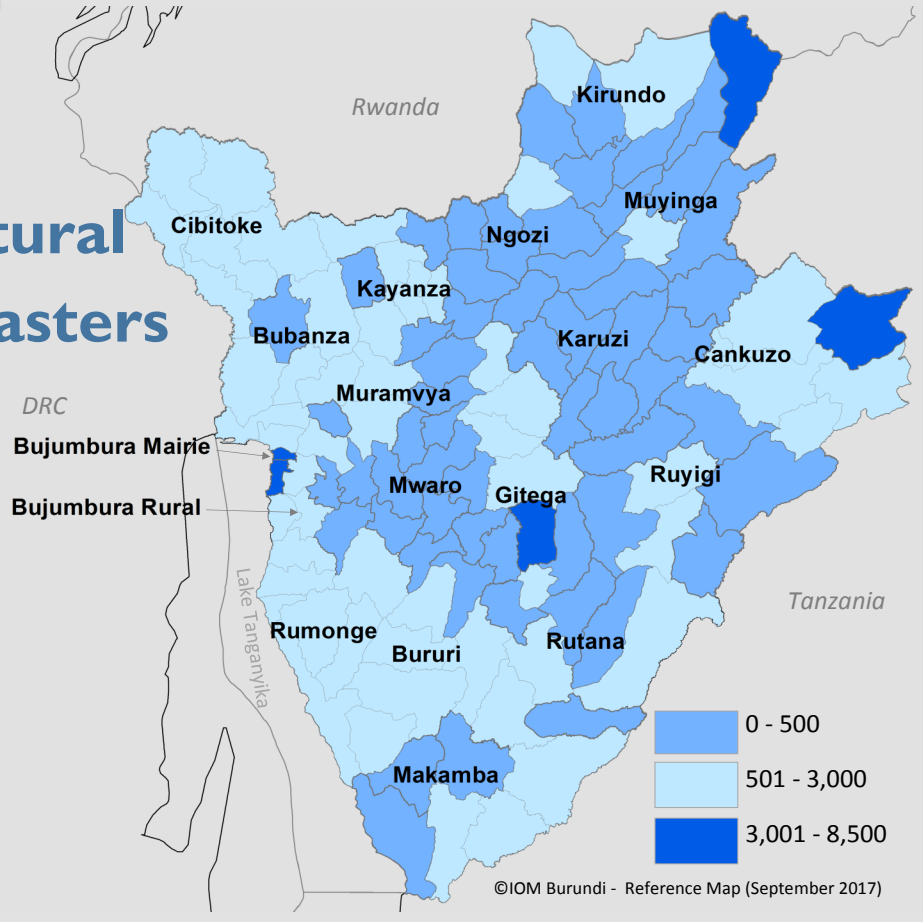 Rwanda
Kirundo
Muyinga
Cibitoke
tural
Ngozi
Kayanza
asters
Bubanza
Karuzi
Cankuzo
DRC
Muramvya
Bujumbura Mairie
Ruyigi
Mwaro
Gitega
Bujumbura Rural
Lake Tanganyika
Tanzania
Rumonge
Rutana
Bururi
0 - 500
Makamba
501 - 3,000
3,001 - 8,500
©IOM Burundi - Reference Map (September 2017)